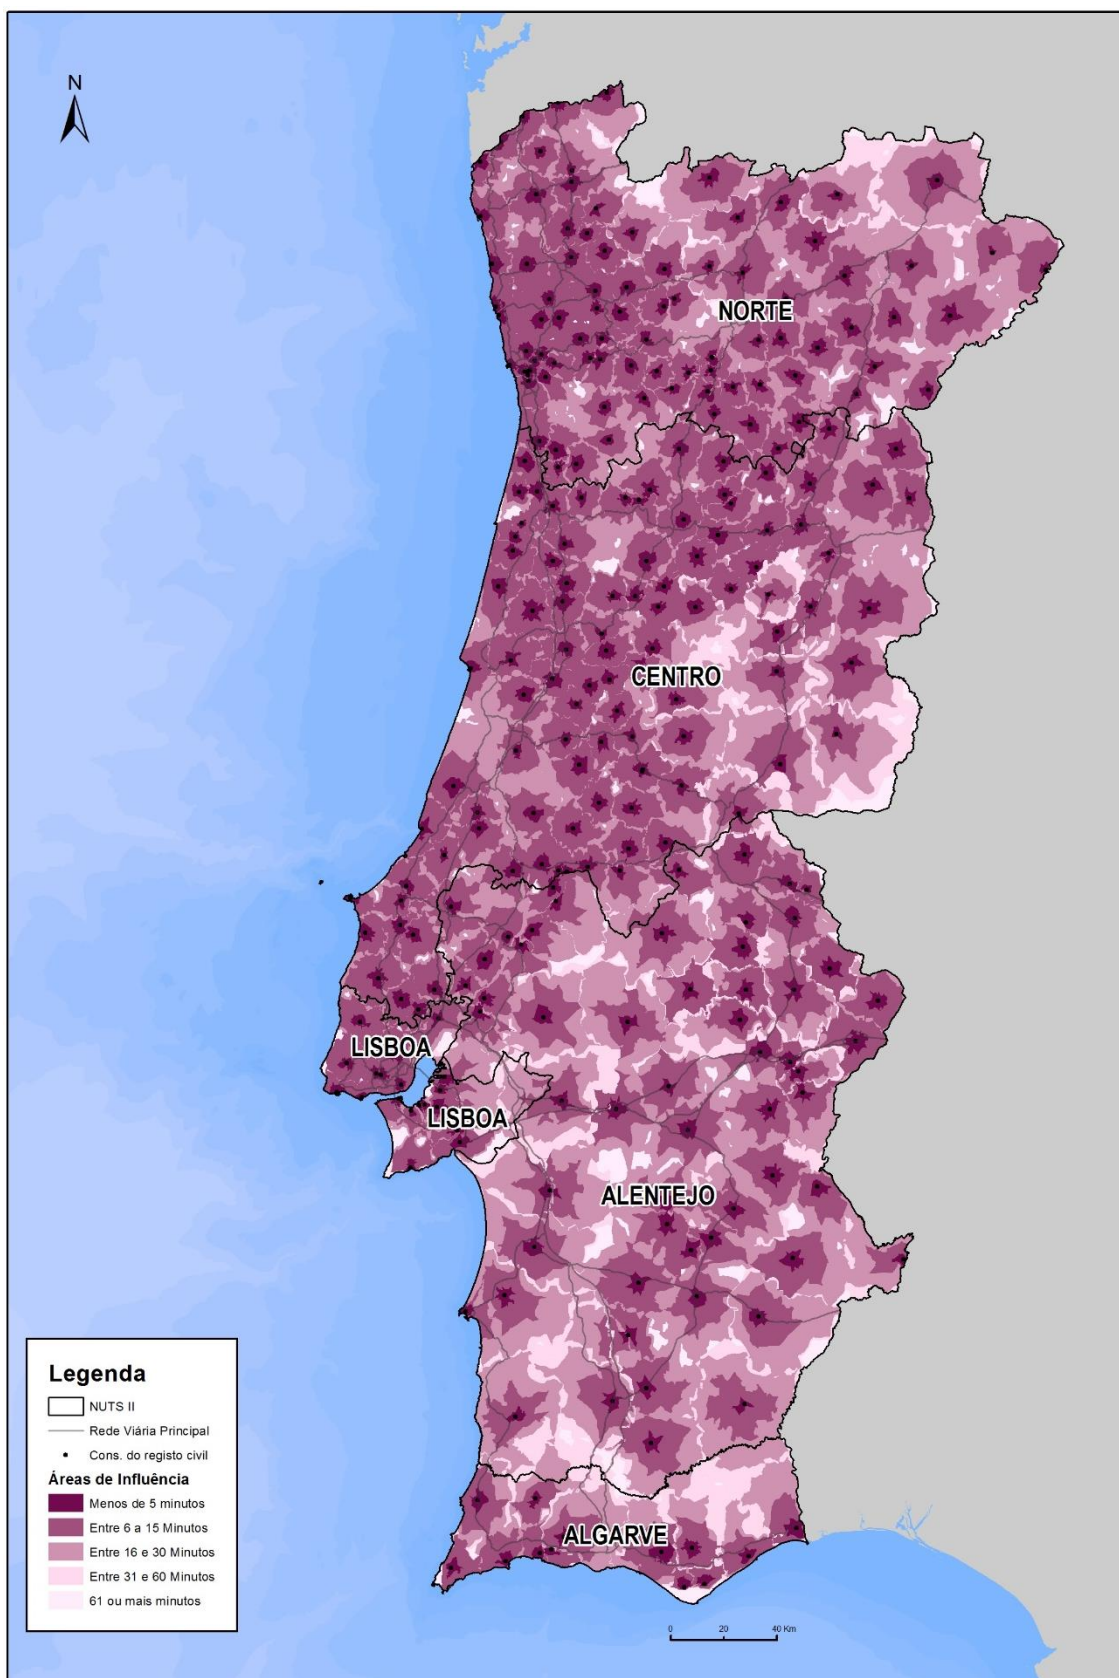 N
NORTE
CENTRO
LISBOA
LISBOA
ALENTEJO
ALGARVE
Legenda
NUTS II
Rede Viária Principal
Cons. do registo civil
Áreas de Influência
Menos de 5 minutos
Entre 6 a 15 Minutos
Entre 16 e 30 Minutos
Entre 31 e 60 Minutos
61 ou mais minutos
0 20 40 Km